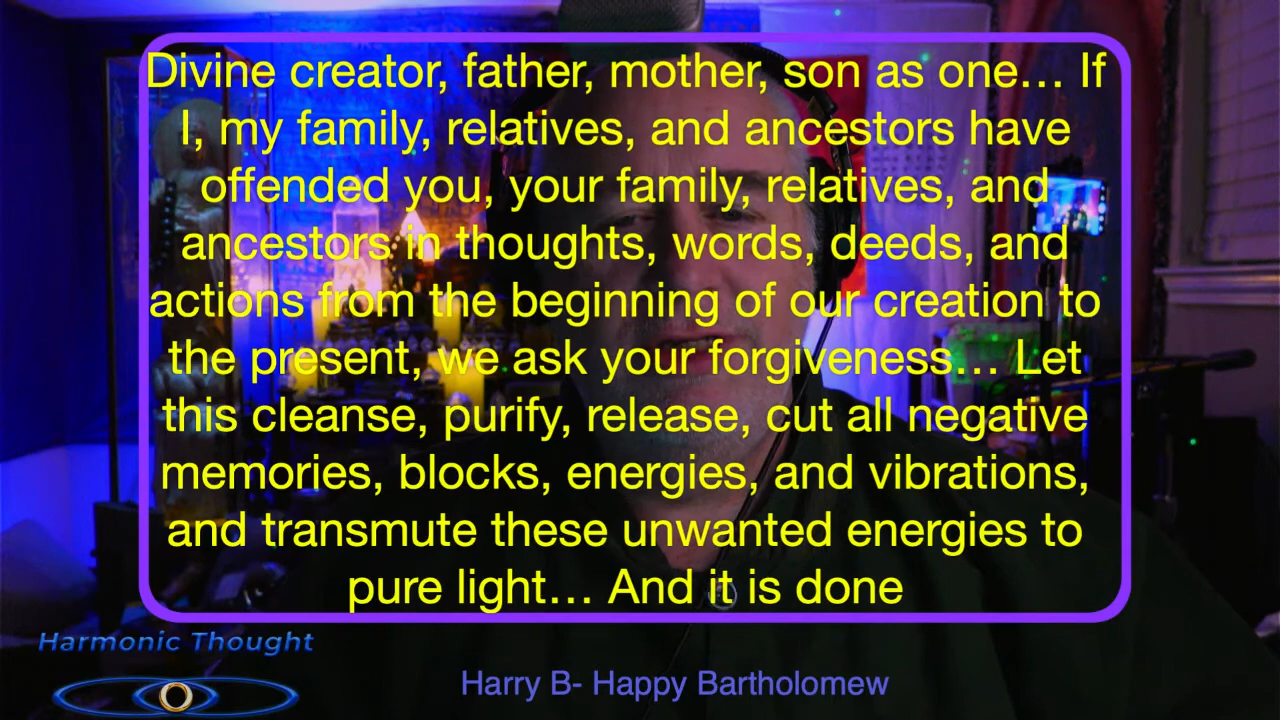 Divine creator, father, mother, son as one... If
I, my family, relatives, and ancestors have
offended you, your family, relatives, and
ancestors in thoughts, words, deeds, and
actions from the beginning of our creation to
the present, we ask your forgiveness... Let
this cleanse, purify, release, cut all negative
memories, blocks, energies, and vibrations,
and transmute these unwanted energies to
pure light... And it is done
Harmonic Thought
Harry B- Happy Bartholomew